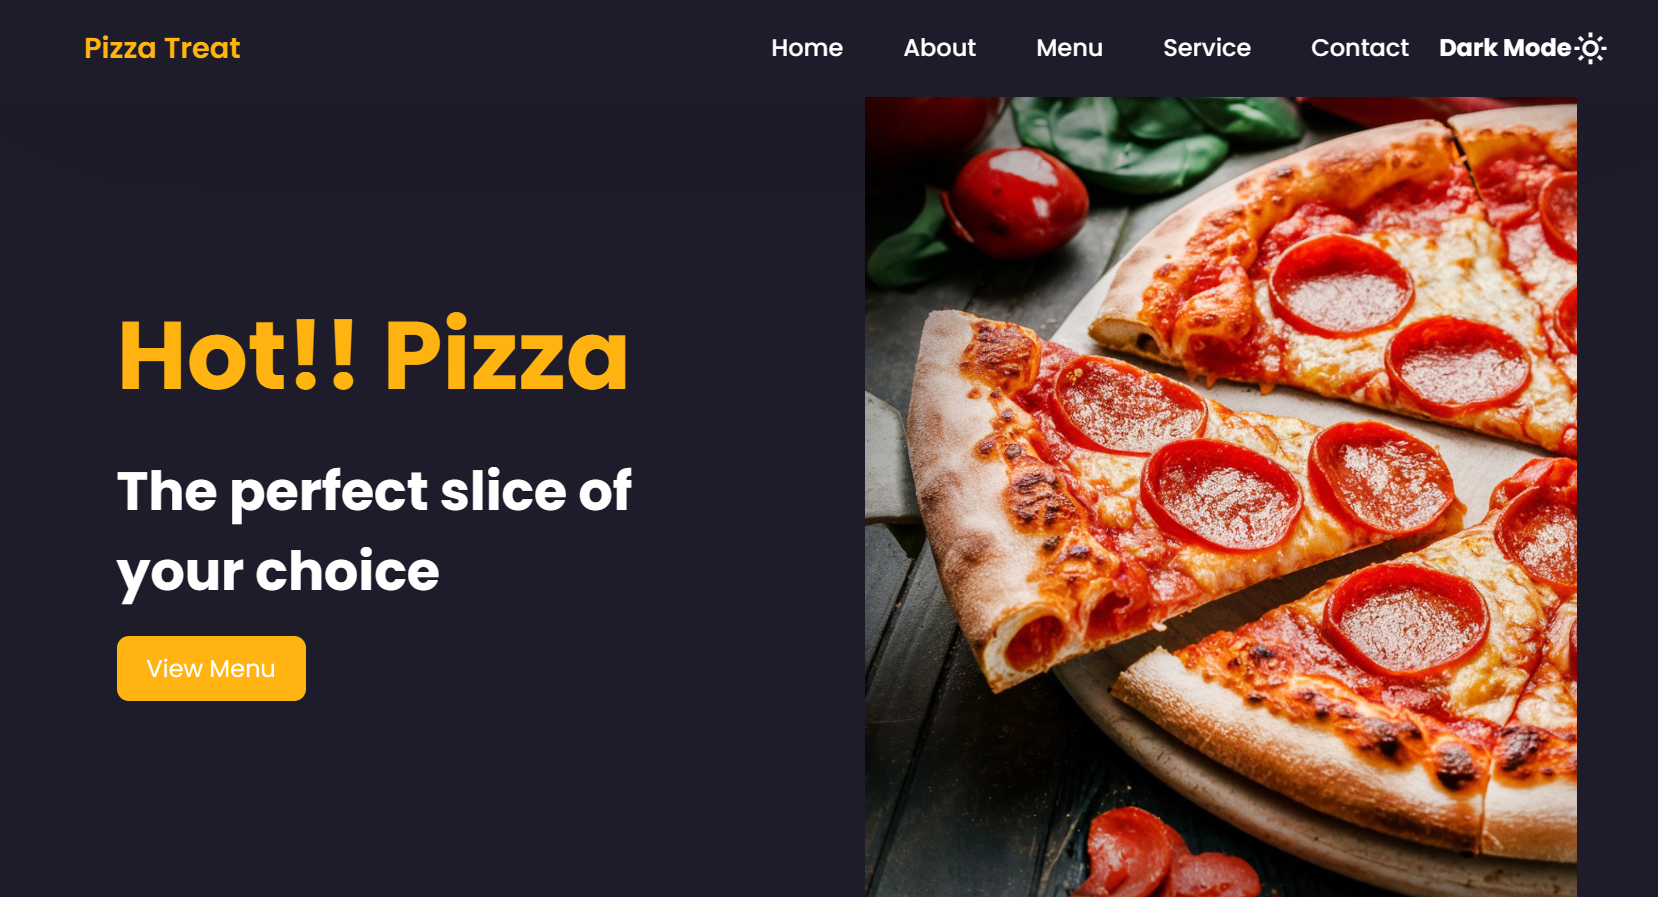 Pizza Treat
Home About Menu Service Contact Dark Mode
Hot!! Pizza
The perfect slice of
your choice
View Menu